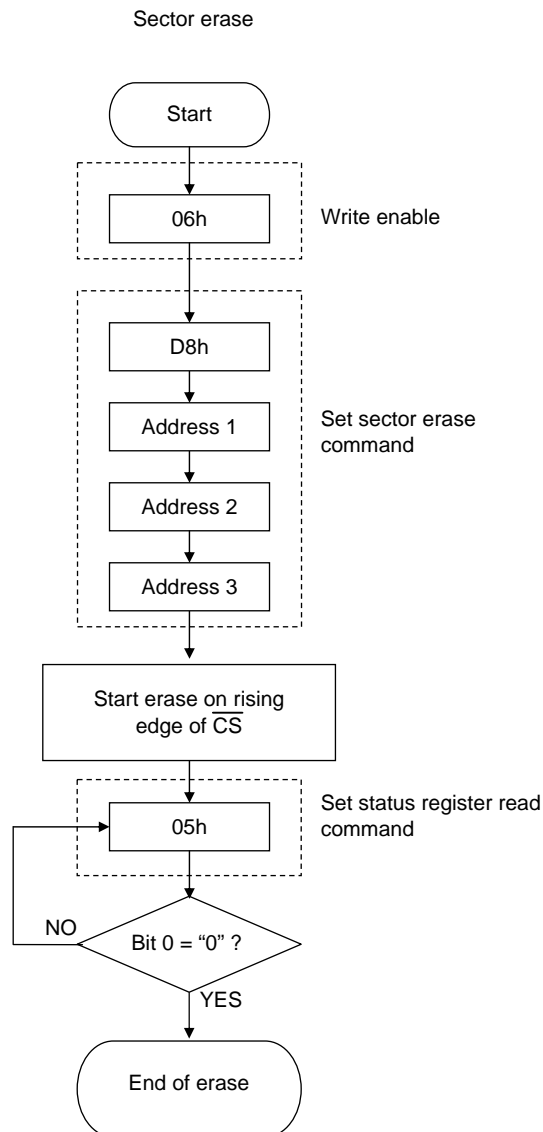 Sector erase
Start
06h
Write enable
D8h
Address 1
Set sector erase
command
Address 2
Address 3
Start erase on rising
edge of C̅S̅
05h
Set status register read
command
NO
Bit 0 = “0” ?
YES
End of erase